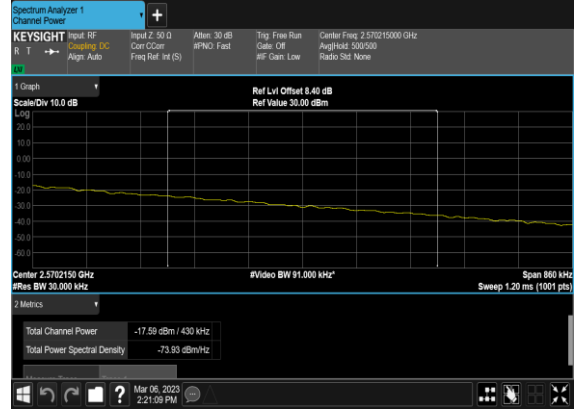 Spectrum Analyzer 1
Channel Power
+
KEYSIGHT Input: RF Input Z: 50 Ω Atten: 30 dB Trig: Free Run Center Freq: 2.570215000 GHz
R T Coupling: DC Corr CCorr #PNO: Fast Gate: Off Avg|Hold: 500/500
Align: Auto Freq Ref: Int (S) #IF Gain: Low Radio Std: None
LXI
1 Graph Ref Lvl Offset 8.40 dB
Scale/Div 10.0 dB Ref Value 30.00 dBm
Log
20.0
10.0
0.00
-10.0
-20.0
-30.0
-40.0
-50.0
-60.0
Center 2.5702150 GHz #Video BW 91.000 kHz* Span 860 kHz
#Res BW 30.000 kHz Sweep 1.20 ms (1001 pts)
2 Metrics
Total Channel Power -17.59 dBm / 430 kHz
Total Power Spectral Density -73.93 dBm/Hz
? Mar 06, 2023
2:21:09 PM